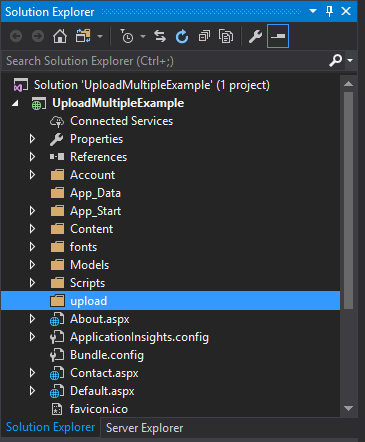 Solution Explorer
Search Solution Explorer (Ctrl+;)
Solution 'UploadMultipleExample' (1 project)
UploadMultipleExample
Connected Services
Properties
References
Account
App_Data
App_Start
Content
fonts
Models
Scripts
upload
About.aspx
ApplicationInsights.config
Bundle.config
Contact.aspx
Default.aspx
favicon.ico
Solution Explorer Server Explorer